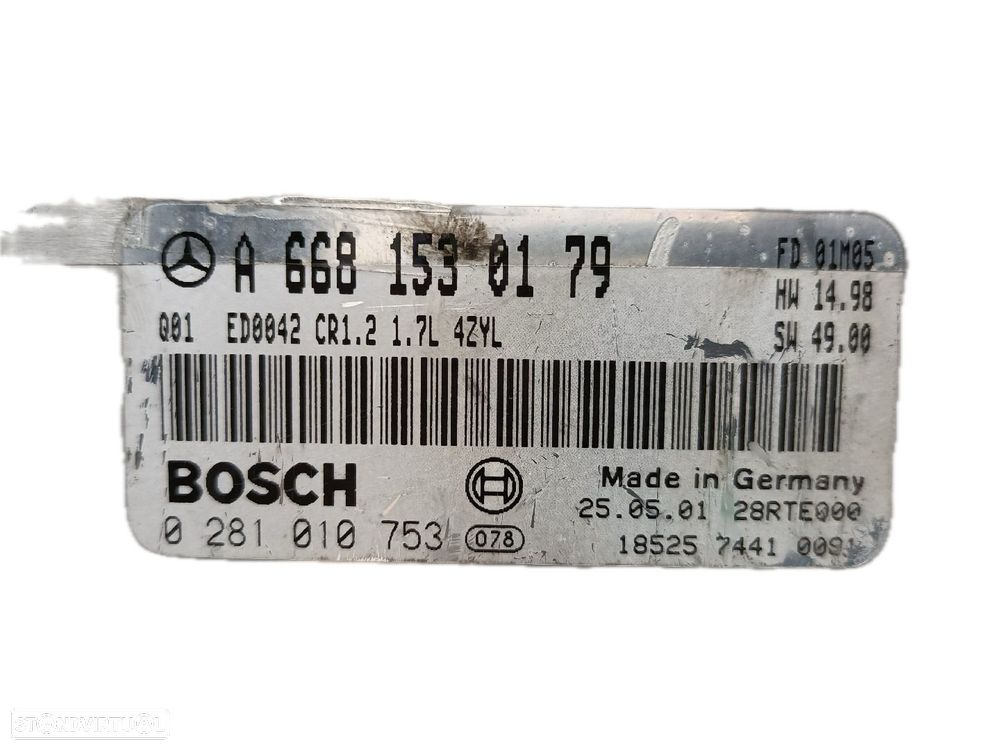 A 668 153 01 79
FD 01M05
HW 14.98
Q01 ED0042 CR1.2 1.7L 4ZYL
SW 49.00
BOSCH
Made in Germany
25.05.01 28RTE000
0 281 010 753 078
18525 7441 0091
STANDVIRTUAL